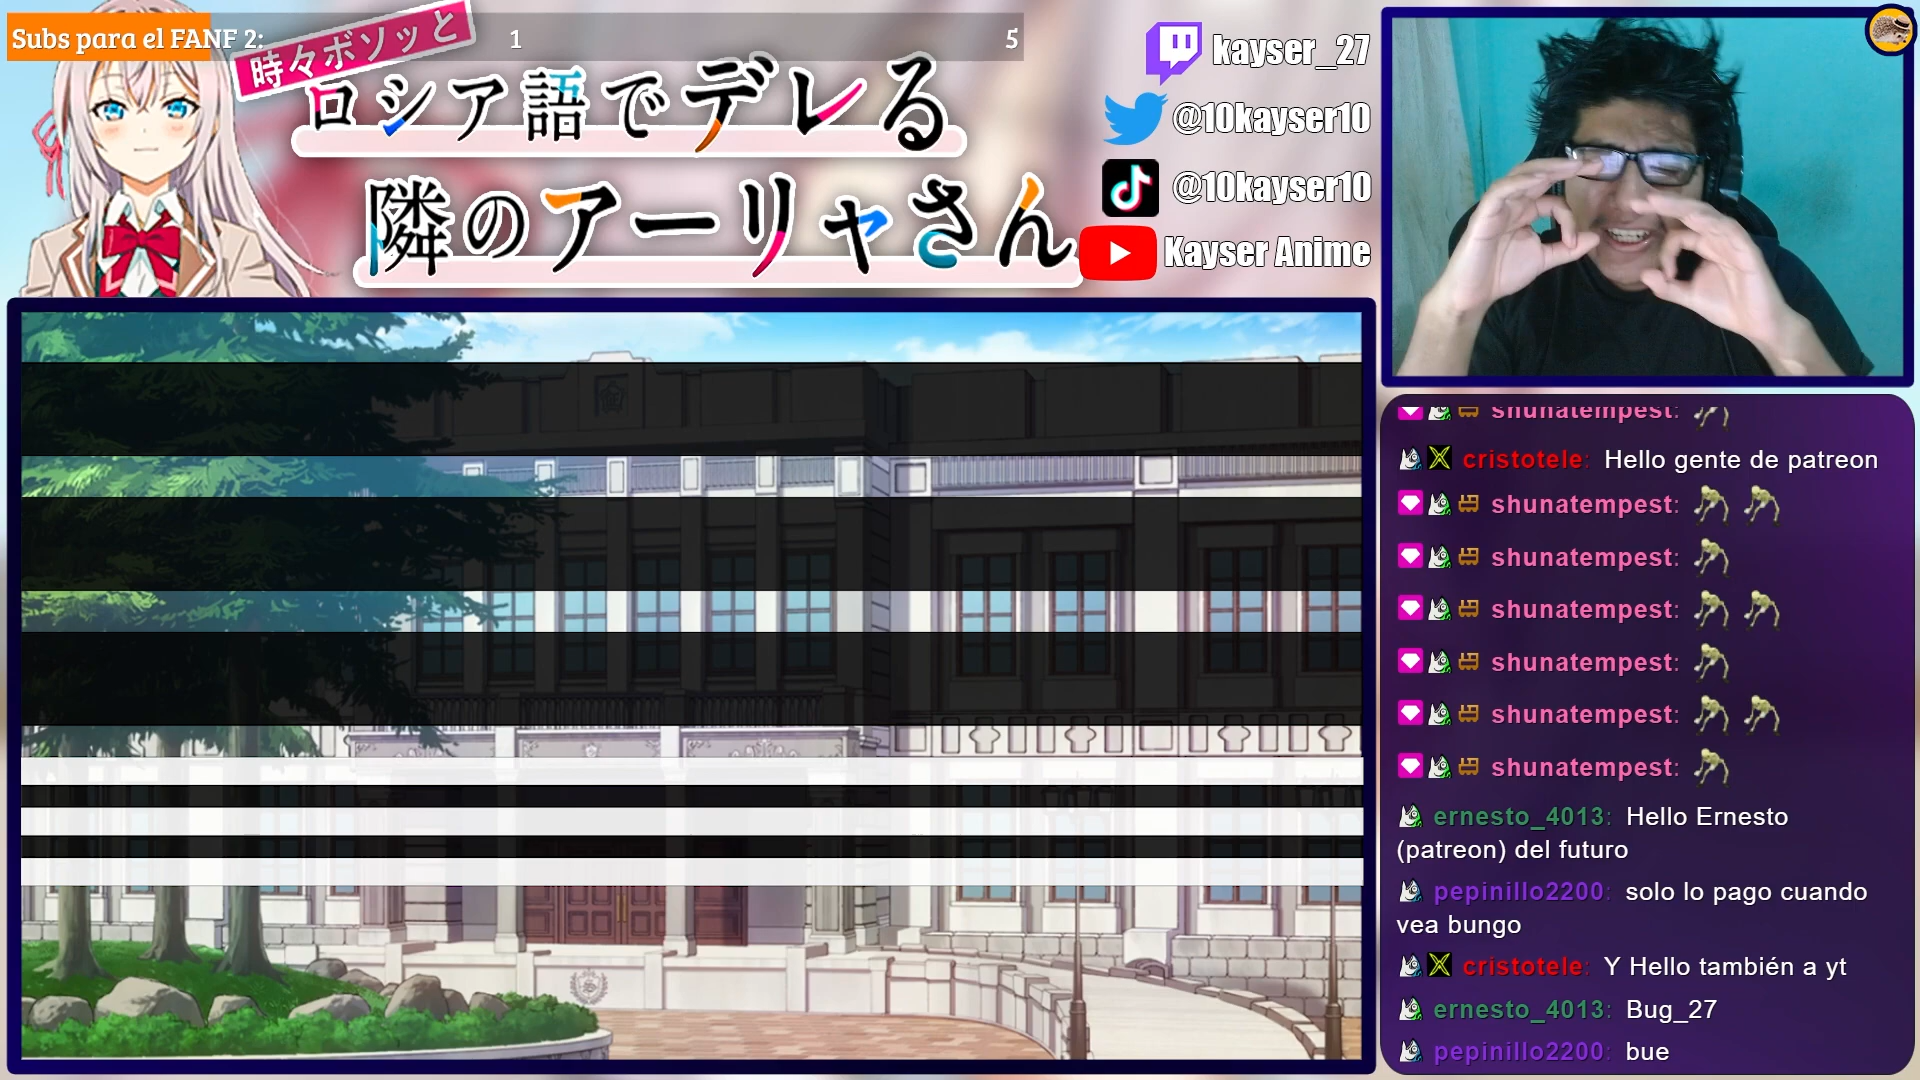 Subs para el FANF 2:
1
5
時々ボソッと
ロシア語でデレる
隣のアーリャさん
kayser_27
@10kayser10
@10kayser10
Kayser Anime
shunatempest:
cristotele: Hello gente de patreon
shunatempest:
shunatempest:
shunatempest:
shunatempest:
shunatempest:
shunatempest:
ernesto_4013: Hello Ernesto
(patreon) del futuro
pepinillo2200: solo lo pago cuando
vea bungo
cristotele: Y Hello también a yt
ernesto_4013: Bug_27
pepinillo2200: bue